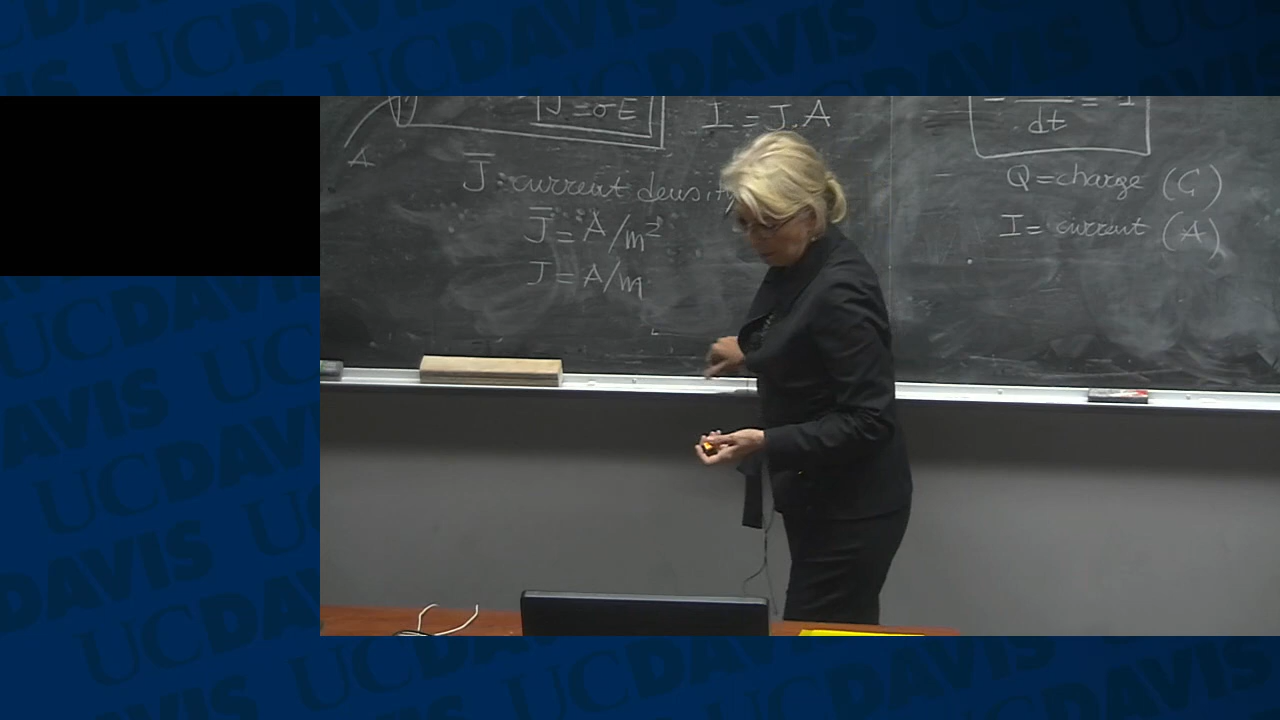 UCDAVIS
J = σE
I = J.A
A
J : current density
J = A/m²
J = A/m
dt
Q = charge (C)
I = current (A)